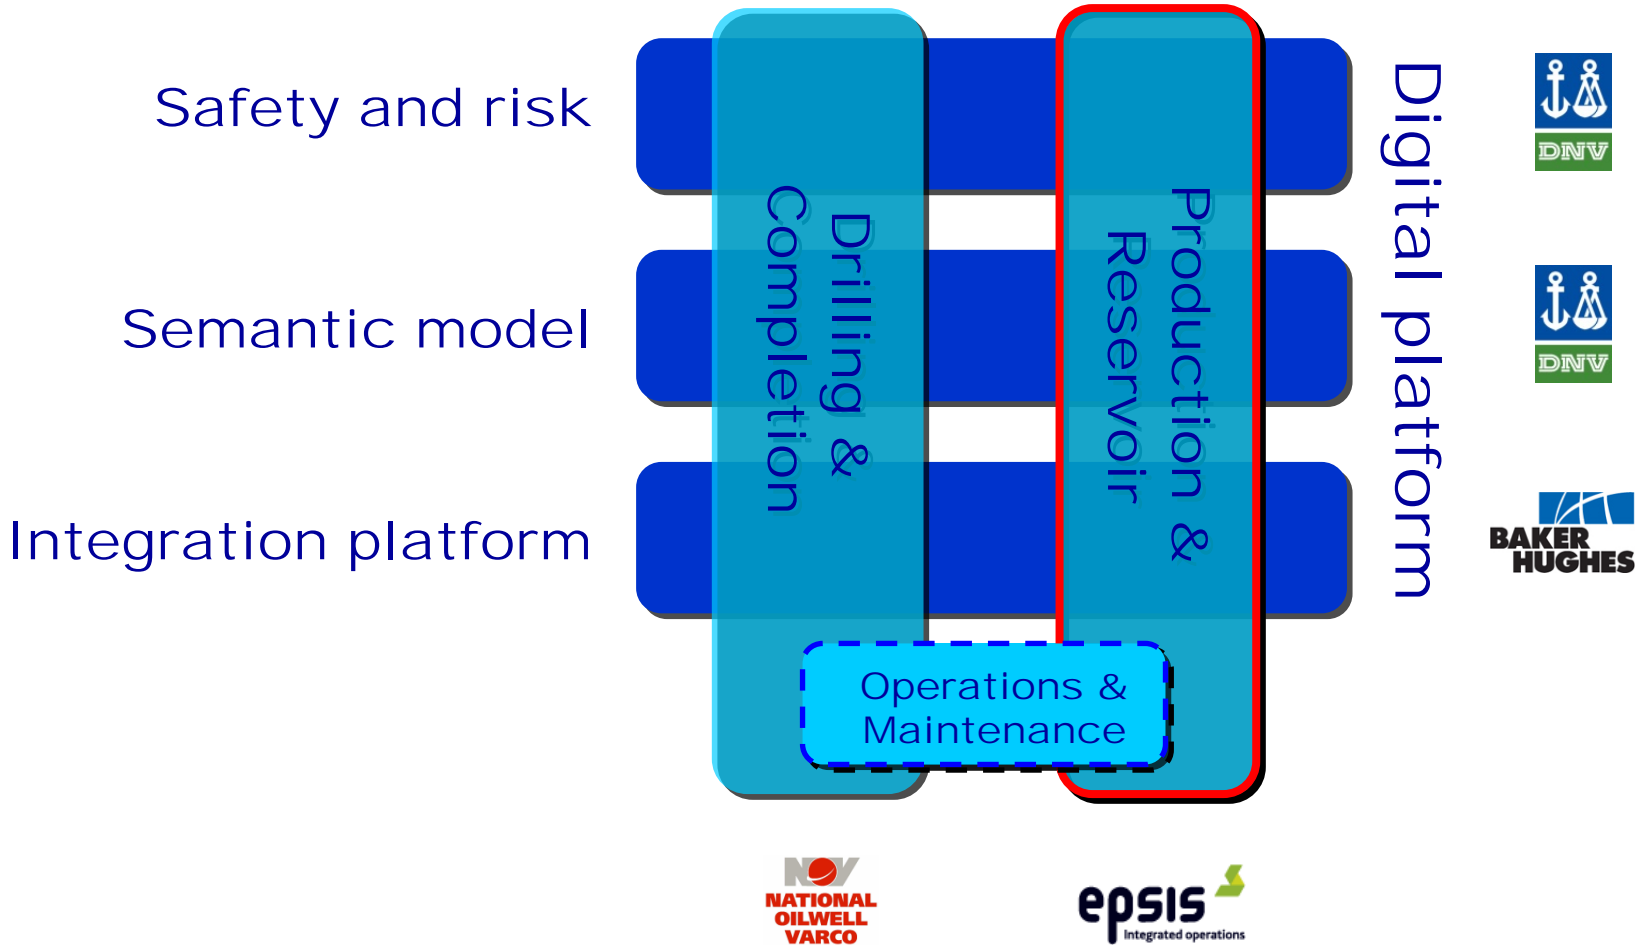 Safety and risk
Semantic model
Integration platform
Drilling &
Completion
Production &
Reservoir
Operations &
Maintenance
Digital platform
DNV
DNV
BAKER
HUGHES
NOV
NATIONAL
OILWELL
VARCO
epsis
Integrated operations